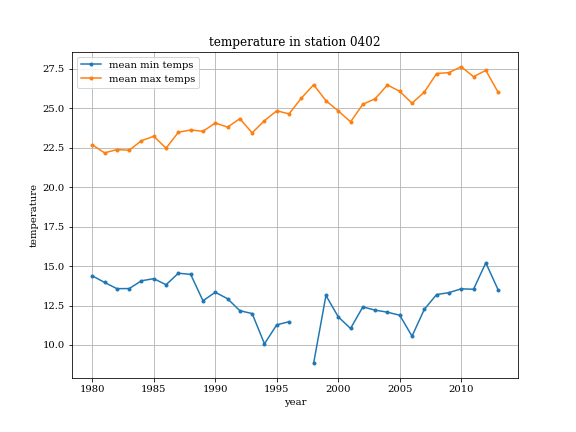 temperature in station 0402
mean min temps
mean max temps
27.5
25.0
22.5
20.0
17.5
15.0
12.5
10.0
temperature
1980 1985 1990 1995 2000 2005 2010
year